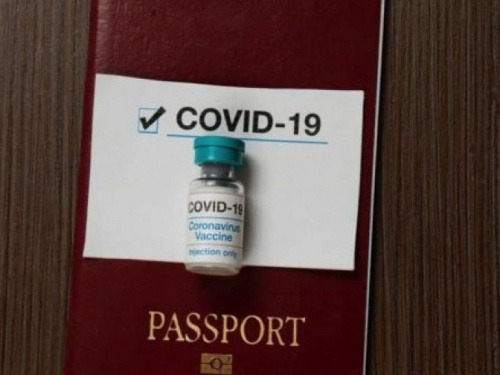 COVID-19
COVID-19
Coronavirus
Vaccine
Injection only
PASSPORT